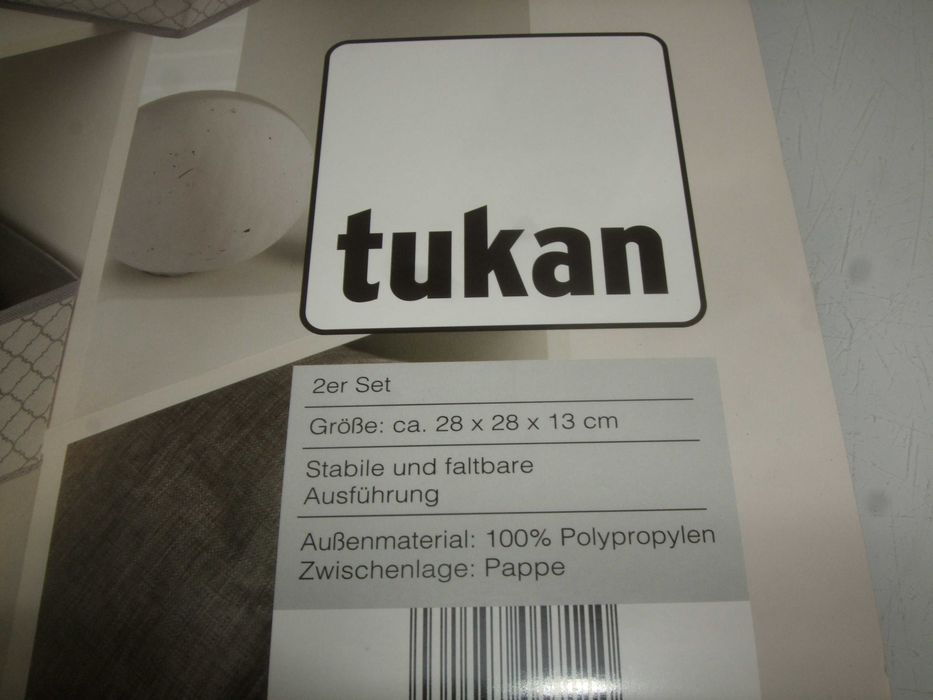 tukan
2er Set
Größe: ca. 28 x 28 x 13 cm
Stabile und faltbare
Ausführung
Außenmaterial: 100% Polypropylen
Zwischenlage: Pappe